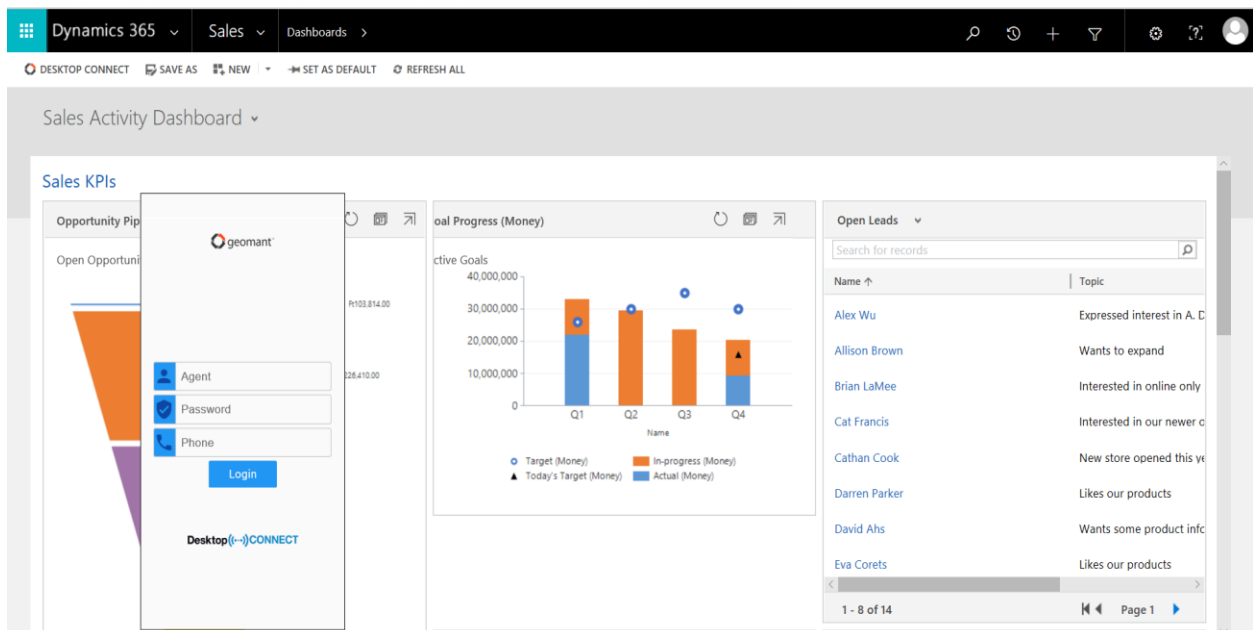 Dynamics 365 Sales Dashboards
DESKTOP CONNECT SAVE AS NEW SET AS DEFAULT REFRESH ALL
Sales Activity Dashboard
Sales KPIs
Opportunity Pip
Open Opportuni
Ft103,814.00
226,410.00
geomant
Agent
Password
Phone
Login
Desktop((···))CONNECT
oal Progress (Money)
ctive Goals
40,000,000
30,000,000
20,000,000
10,000,000
0
Q1 Q2 Q3 Q4
Name
Target (Money) In-progress (Money)
Today's Target (Money) Actual (Money)
Open Leads
Search for records
Name Topic
Alex Wu Expressed interest in A. D
Allison Brown Wants to expand
Brian LaMee Interested in online only
Cat Francis Interested in our newer o
Cathan Cook New store opened this ye
Darren Parker Likes our products
David Ahs Wants some product info
Eva Corets Likes our products
1 - 8 of 14 Page 1